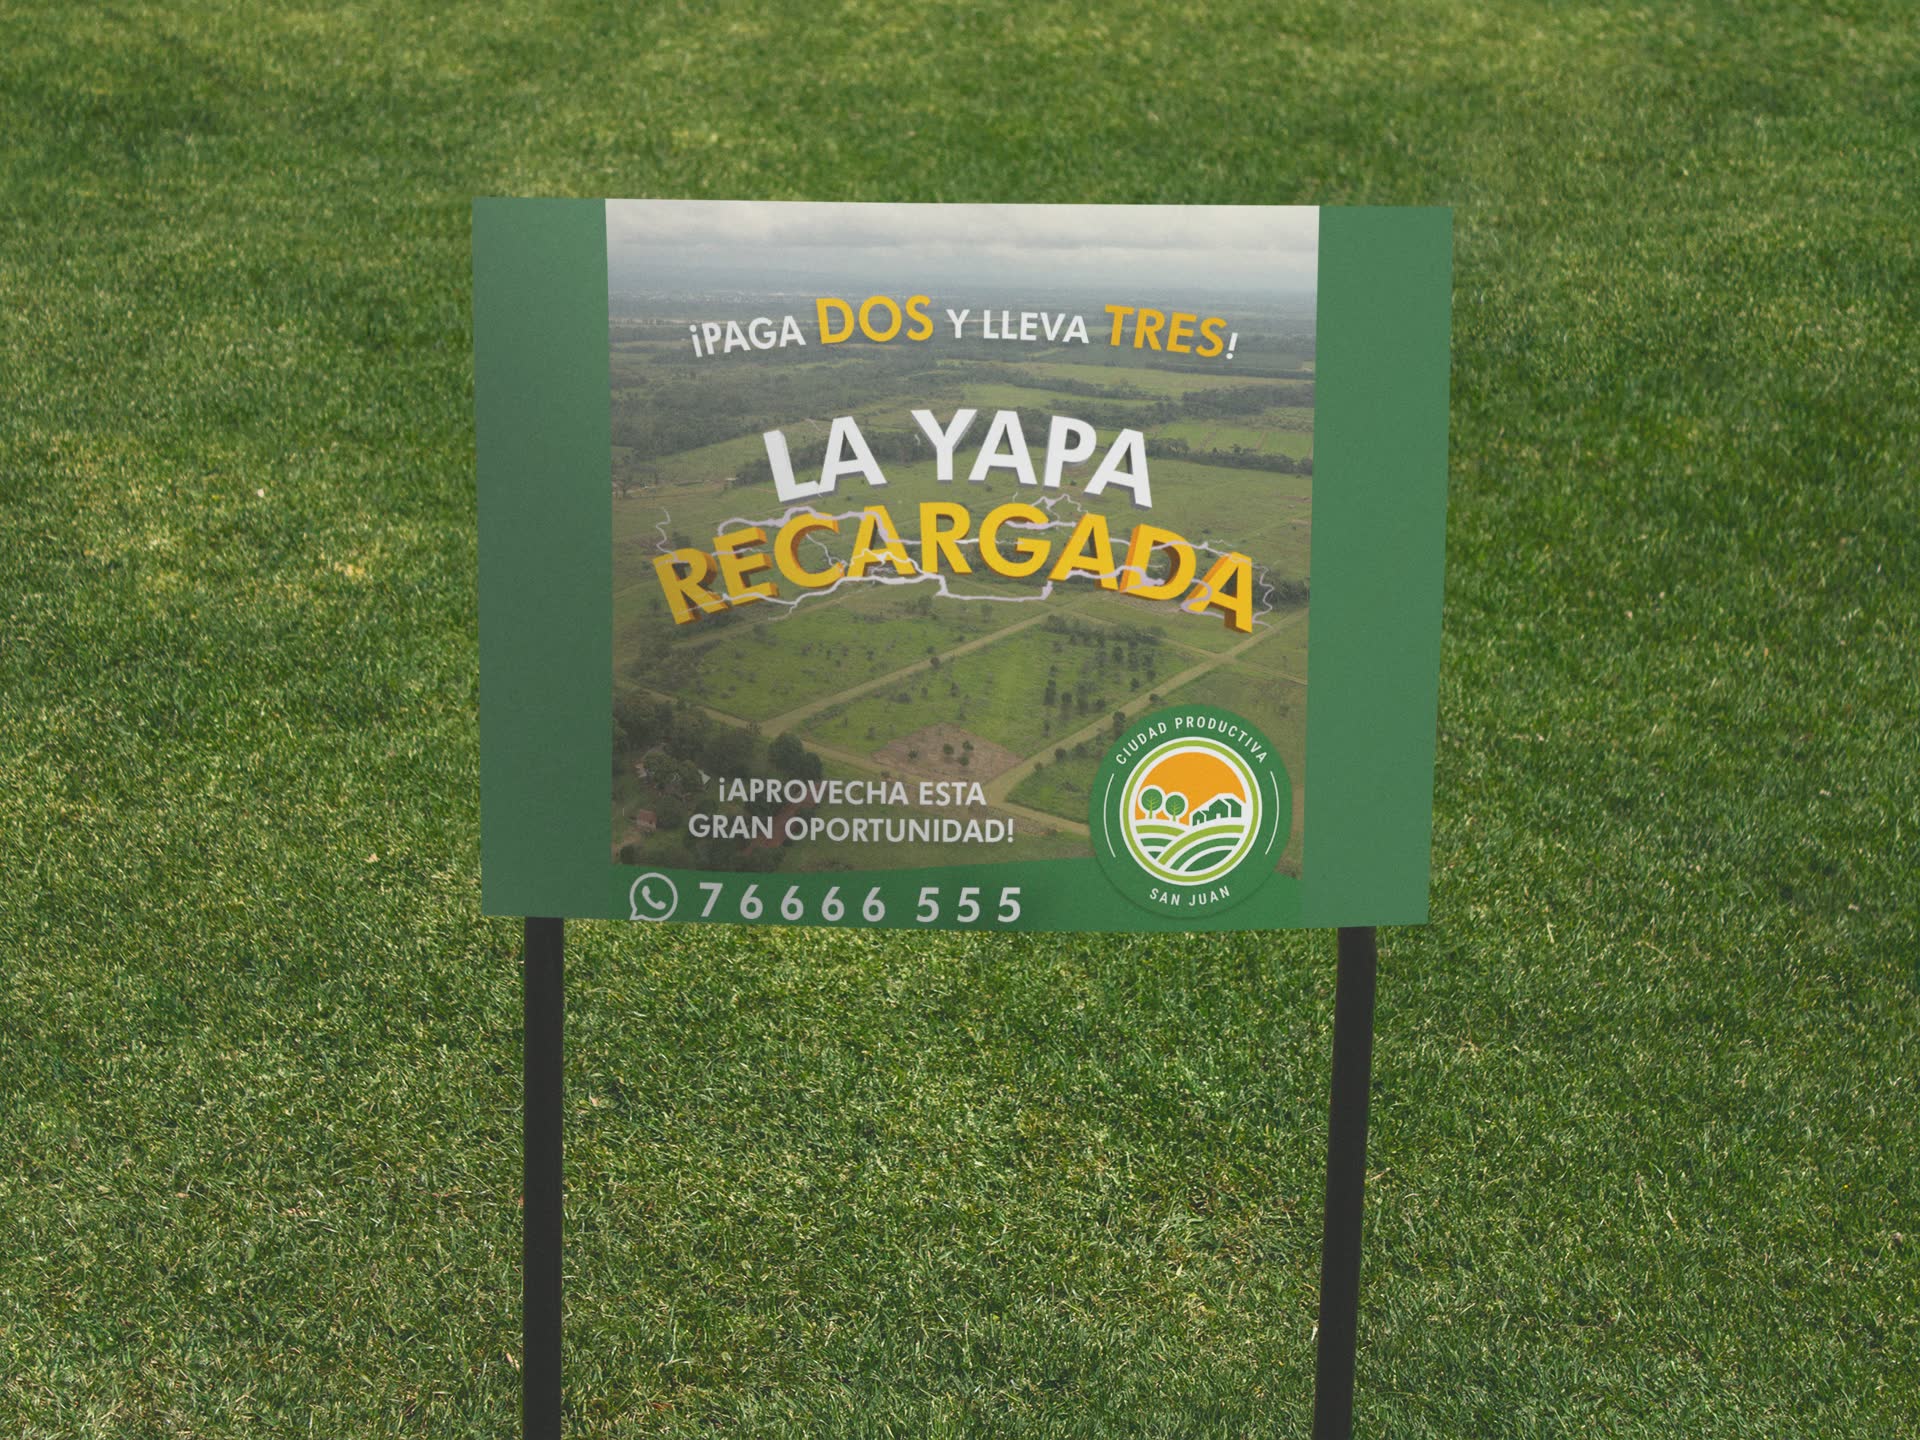 ¡PAGA DOS Y LLEVA TRES!
LA YAPA
RECARGADA
¡APROVECHA ESTA
GRAN OPORTUNIDAD!
76666 555
CIUDAD PRODUCTIVA
SAN JUAN